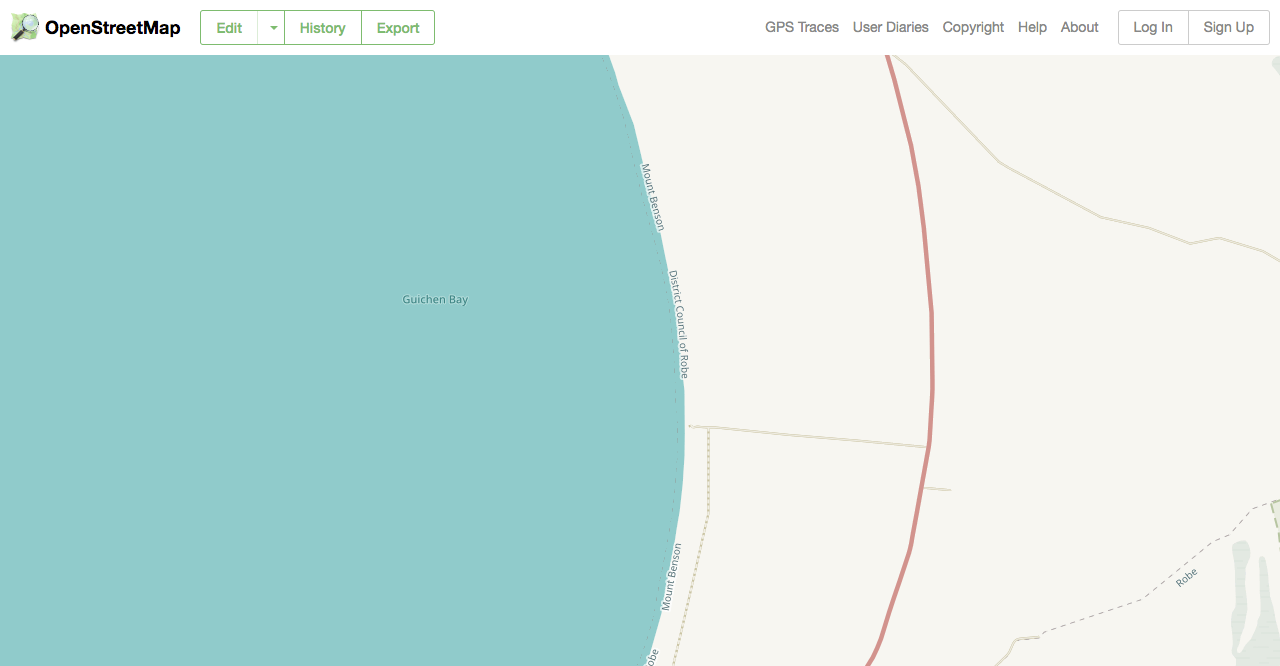 OpenStreetMap
Edit
History
Export
GPS Traces
User Diaries
Copyright
Help
About
Log In
Sign Up
Mount Benson
District Council of Robe
Guichen Bay
Mount Benson
Robe
obe